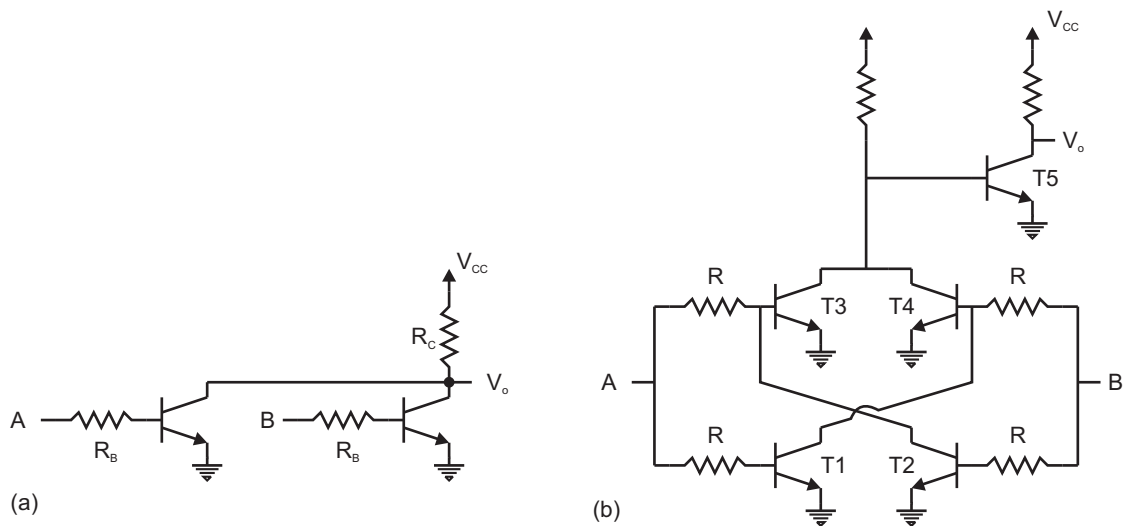 V_CC
R_C
V_o
A
R_B
B
R_B
(a)
V_CC
V_o
T5
R
T3
T4
R
A
B
R
T1
T2
R
(b)